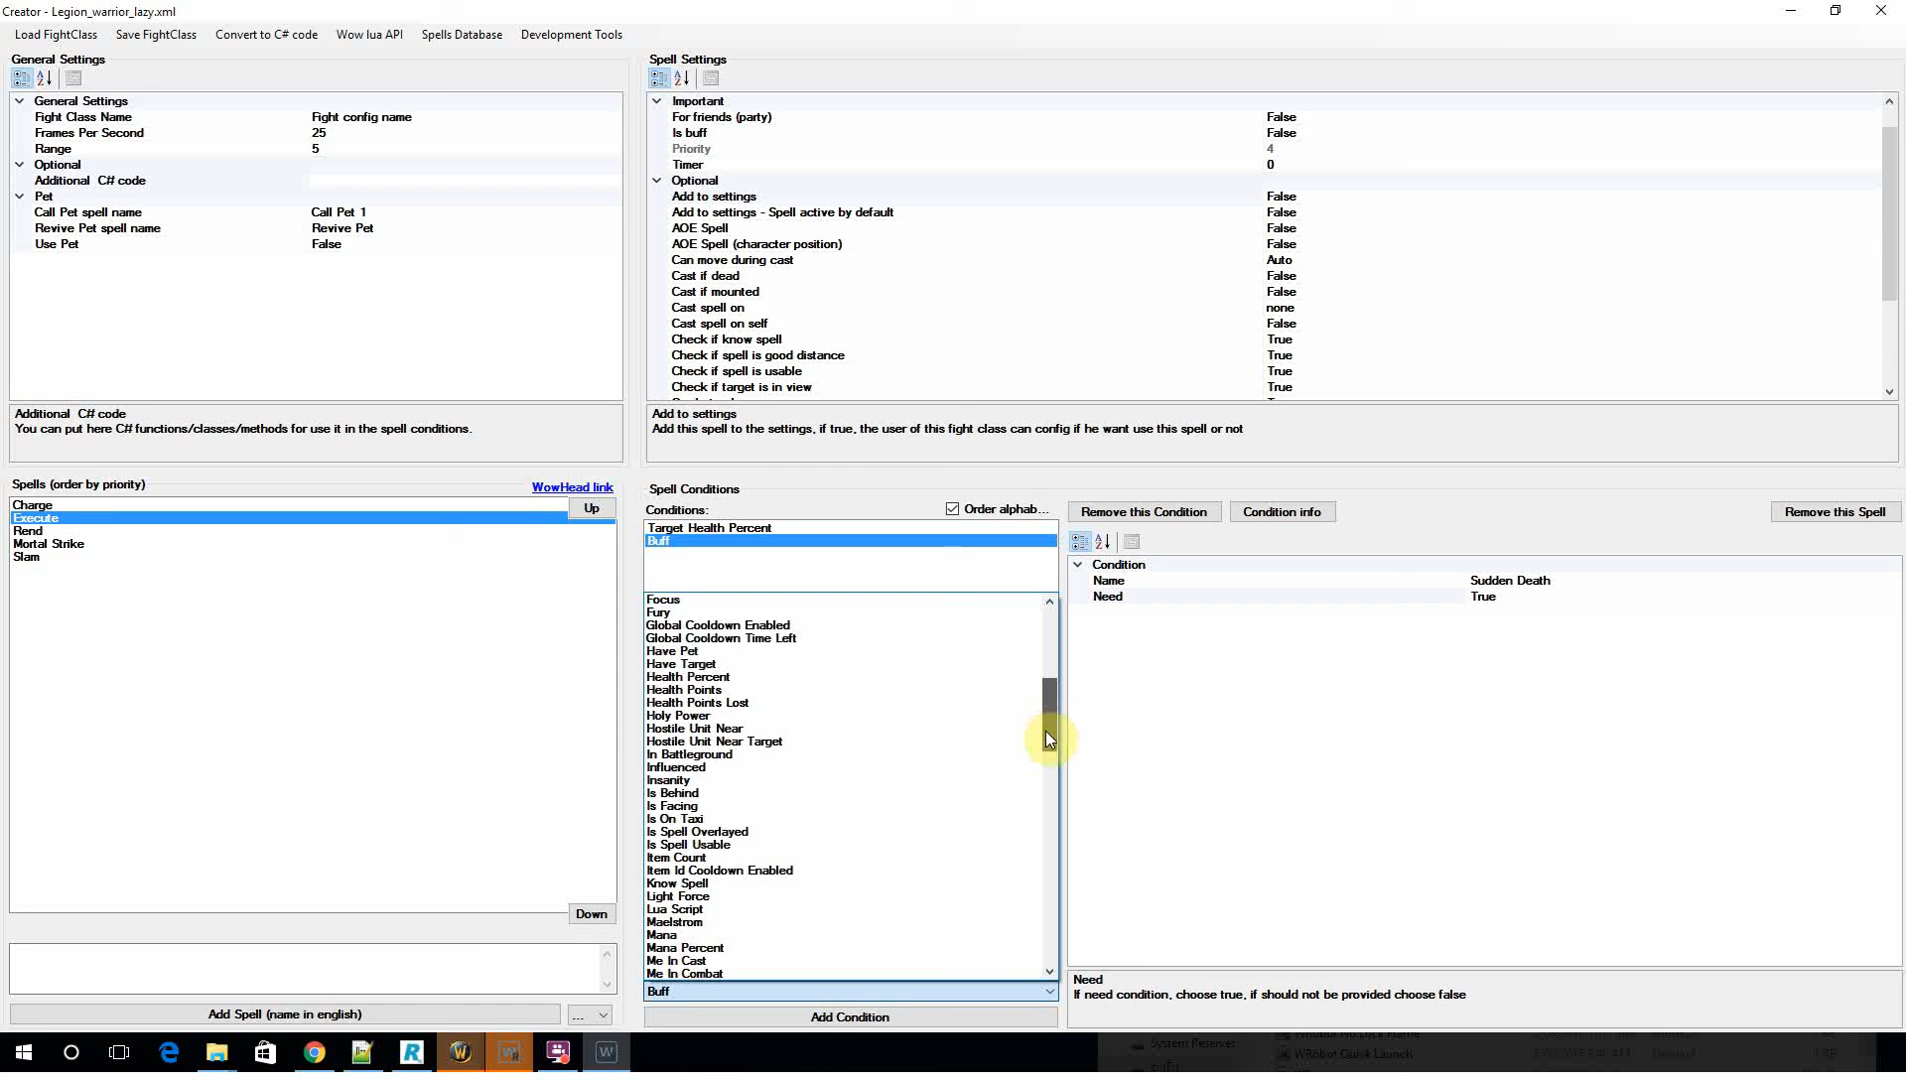 Creator - Legion_warrior_lazy.xml
Load FightClass Save FightClass Convert to C# code Wow lua API Spells Database Development Tools
General Settings
General Settings
Fight Class Name Fight config name
Frames Per Second 25
Range 5
Optional
Additional C# code
Pet
Call Pet spell name Call Pet 1
Revive Pet spell name Revive Pet
Use Pet False
Additional C# code
You can put here C# functions/classes/methods for use it in the spell conditions.
Spell Settings
Important
For friends (party) False
Is buff False
Priority 4
Timer 0
Optional
Add to settings False
Add to settings - Spell active by default False
AOE Spell False
AOE Spell (character position) False
Can move during cast Auto
Cast if dead False
Cast if mounted False
Cast spell on none
Cast spell on self False
Check if know spell True
Check if spell is good distance True
Check if spell is usable True
Check if target is in view True
Add to settings
Add this spell to the settings, if true, the user of this fight class can config if he want use this spell or not
Spells (order by priority) WowHead link
Charge
Execute
Rend
Mortal Strike
Slam
Up
Down
Add Spell (name in english) ...
Spell Conditions
Conditions: Order alphab... Remove this Condition Condition info Remove this Spell
Target Health Percent
Buff
Focus
Fury
Global Cooldown Enabled
Global Cooldown Time Left
Have Pet
Have Target
Health Percent
Health Points
Health Points Lost
Holy Power
Hostile Unit Near
Hostile Unit Near Target
In Battleground
Influenced
Insanity
Is Behind
Is Facing
Is On Taxi
Is Spell Overlayed
Is Spell Usable
Item Count
Item Id Cooldown Enabled
Know Spell
Light Force
Lua Script
Maelstrom
Mana
Mana Percent
Me In Cast
Me In Combat
Buff
Add Condition
Condition
Name Sudden Death
Need True
Need
If need condition, choose true, if should not be provided choose false
System Reserver
WRobot No Lock Frame
WRobot Quick Launch